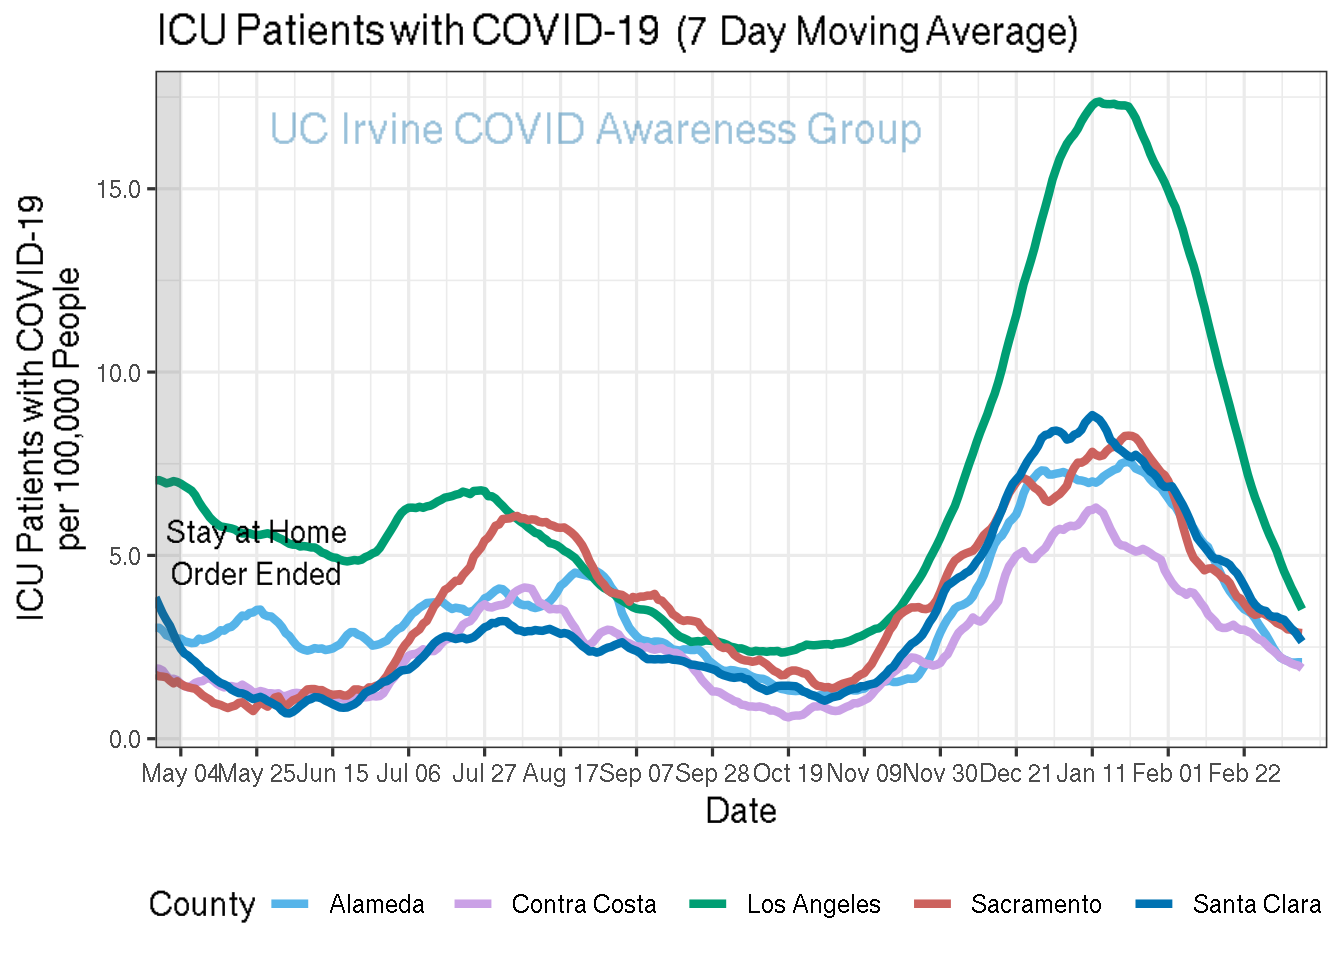 ICU Patients with COVID-19 (7 Day Moving Average)
UC Irvine COVID Awareness Group
ICU Patients with COVID-19
per 100,000 People
15.0
10.0
5.0
0.0
Stay at Home
Order Ended
May 04 May 25 Jun 15 Jul 06 Jul 27 Aug 17 Sep 07 Sep 28 Oct 19 Nov 09 Nov 30 Dec 21 Jan 11 Feb 01 Feb 22
Date
County Alameda Contra Costa Los Angeles Sacramento Santa Clara